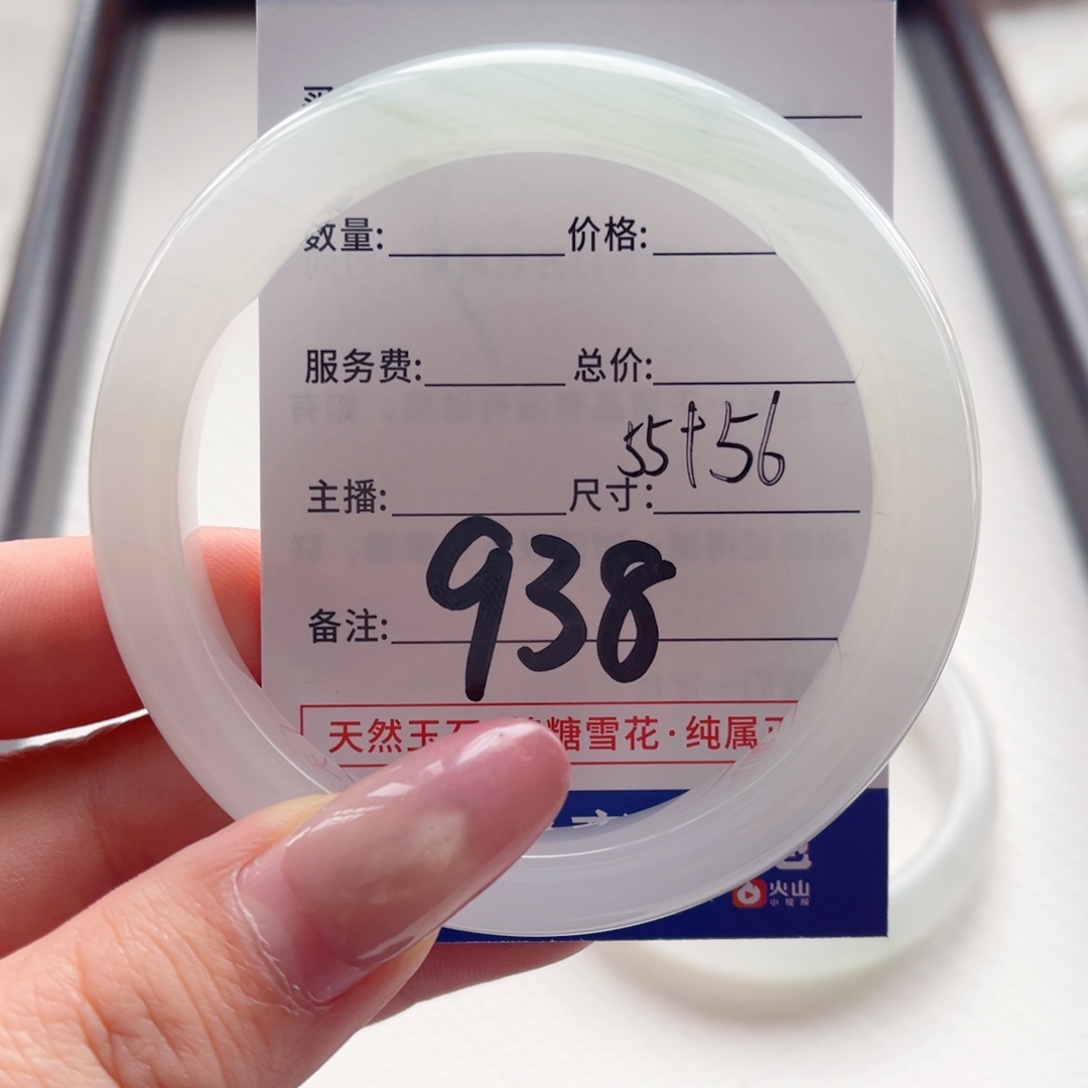 数量: 价格:
服务费: 总价:
55+56
主播: 尺寸:
938
备注:
天然玉石 糖雪花·纯属
火山
小视频